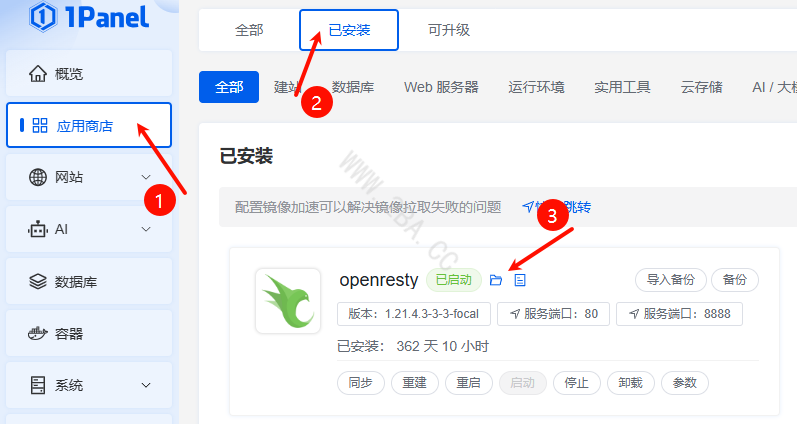 1Panel
全部
已安装
可升级
概览
全部
建站
数据库
Web 服务器
运行环境
实用工具
云存储
AI /
应用商店
2
已安装
网站
1
配置镜像加速可以解决镜像拉取失败的问题
跳转
3
AI
WWW.
.CC
openresty
已启动
导入备份
备份
数据库
版本：1.21.4.3-3-3-focal
服务端口：80
服务端口：8888
容器
已安装： 362 天 10 小时
系统
同步
重建
重启
启动
停止
卸载
参数